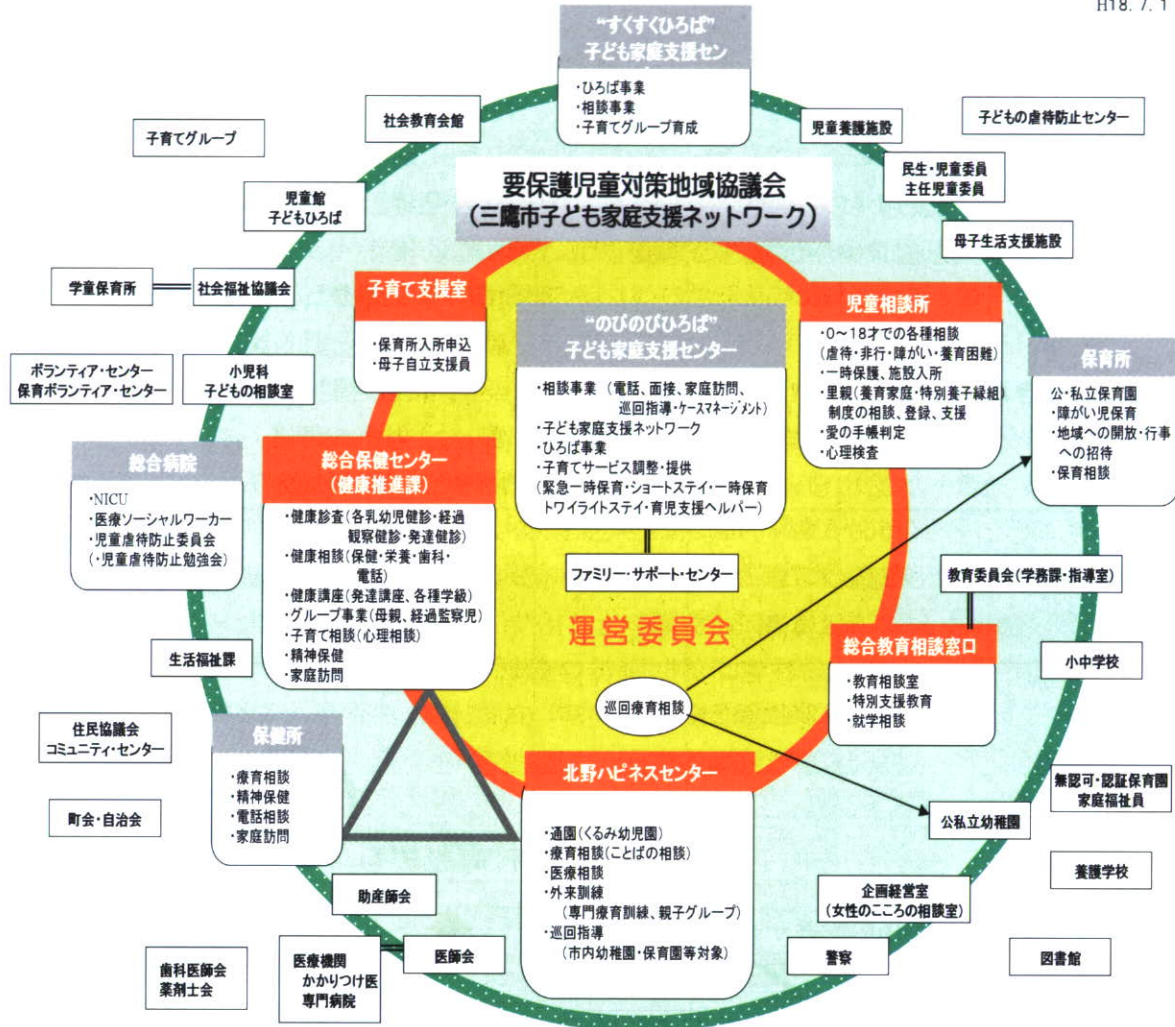 H18. 7. 1
“すくすくひろば”
子ども家庭支援セン
・ひろば事業
・相談事業
・子育てグループ育成
社会教育会館
児童養護施設
子どもの虐待防止センター
子育てグループ
民生・児童委員
主任児童委員
要保護児童対策地域協議会
(三鷹市子ども家庭支援ネットワーク)
児童館
子どもひろば
母子生活支援施設
学童保育所
社会福祉協議会
子育て支援室
・保育所入所申込
・母子自立支援員
“のびのびひろば”
子ども家庭支援センター
・相談事業 (電話、面接、家庭訪問、
巡回指導・ケースマネージメント)
・子ども家庭支援ネットワーク
・ひろば事業
・子育てサービス調整・提供
(緊急一時保育・ショートステイ・一時保育
トワイライトステイ・育児支援ヘルパー)
児童相談所
・0～18才での各種相談
(虐待・非行・障がい・養育困難)
・一時保護、施設入所
・里親(養育家庭・特別養子縁組)
制度の相談、登録、支援
・愛の手帳判定
・心理検査
保育所
公・私立保育園
・障がい児保育
・地域への開放・行事
への招待
・保育相談
ボランティア・センター
保育ボランティア・センター
小児科
子どもの相談室
総合病院
・NICU
・医療ソーシャルワーカー
・児童虐待防止委員会
(・児童虐待防止勉強会)
総合保健センター
(健康推進課)
・健康診査(各乳幼児健診・経過
観察健診・発達健診)
・健康相談(保健・栄養・歯科・
電話)
・健康講座(発達講座、各種学級)
・グループ事業(母親、経過監察児)
・子育て相談(心理相談)
・精神保健
・家庭訪問
ファミリー・サポート・センター
教育委員会(学務課・指導室)
運営委員会
総合教育相談窓口
・教育相談室
・特別支援教育
・就学相談
小中学校
生活福祉課
巡回療育相談
住民協議会
コミュニティ・センター
保健所
・療育相談
・精神保健
・電話相談
・家庭訪問
北野ハピネスセンター
・通園(くるみ幼児園)
・療育相談(ことばの相談)
・医療相談
・外来訓練
(専門療育訓練、親子グループ)
・巡回指導
(市内幼稚園・保育園等対象)
無認可・認証保育園
家庭福祉員
町会・自治会
公私立幼稚園
養護学校
助産師会
企画経営室
(女性のこころの相談室)
歯科医師会
薬剤士会
医療機関
かかりつけ医
専門病院
医師会
警察
図書館